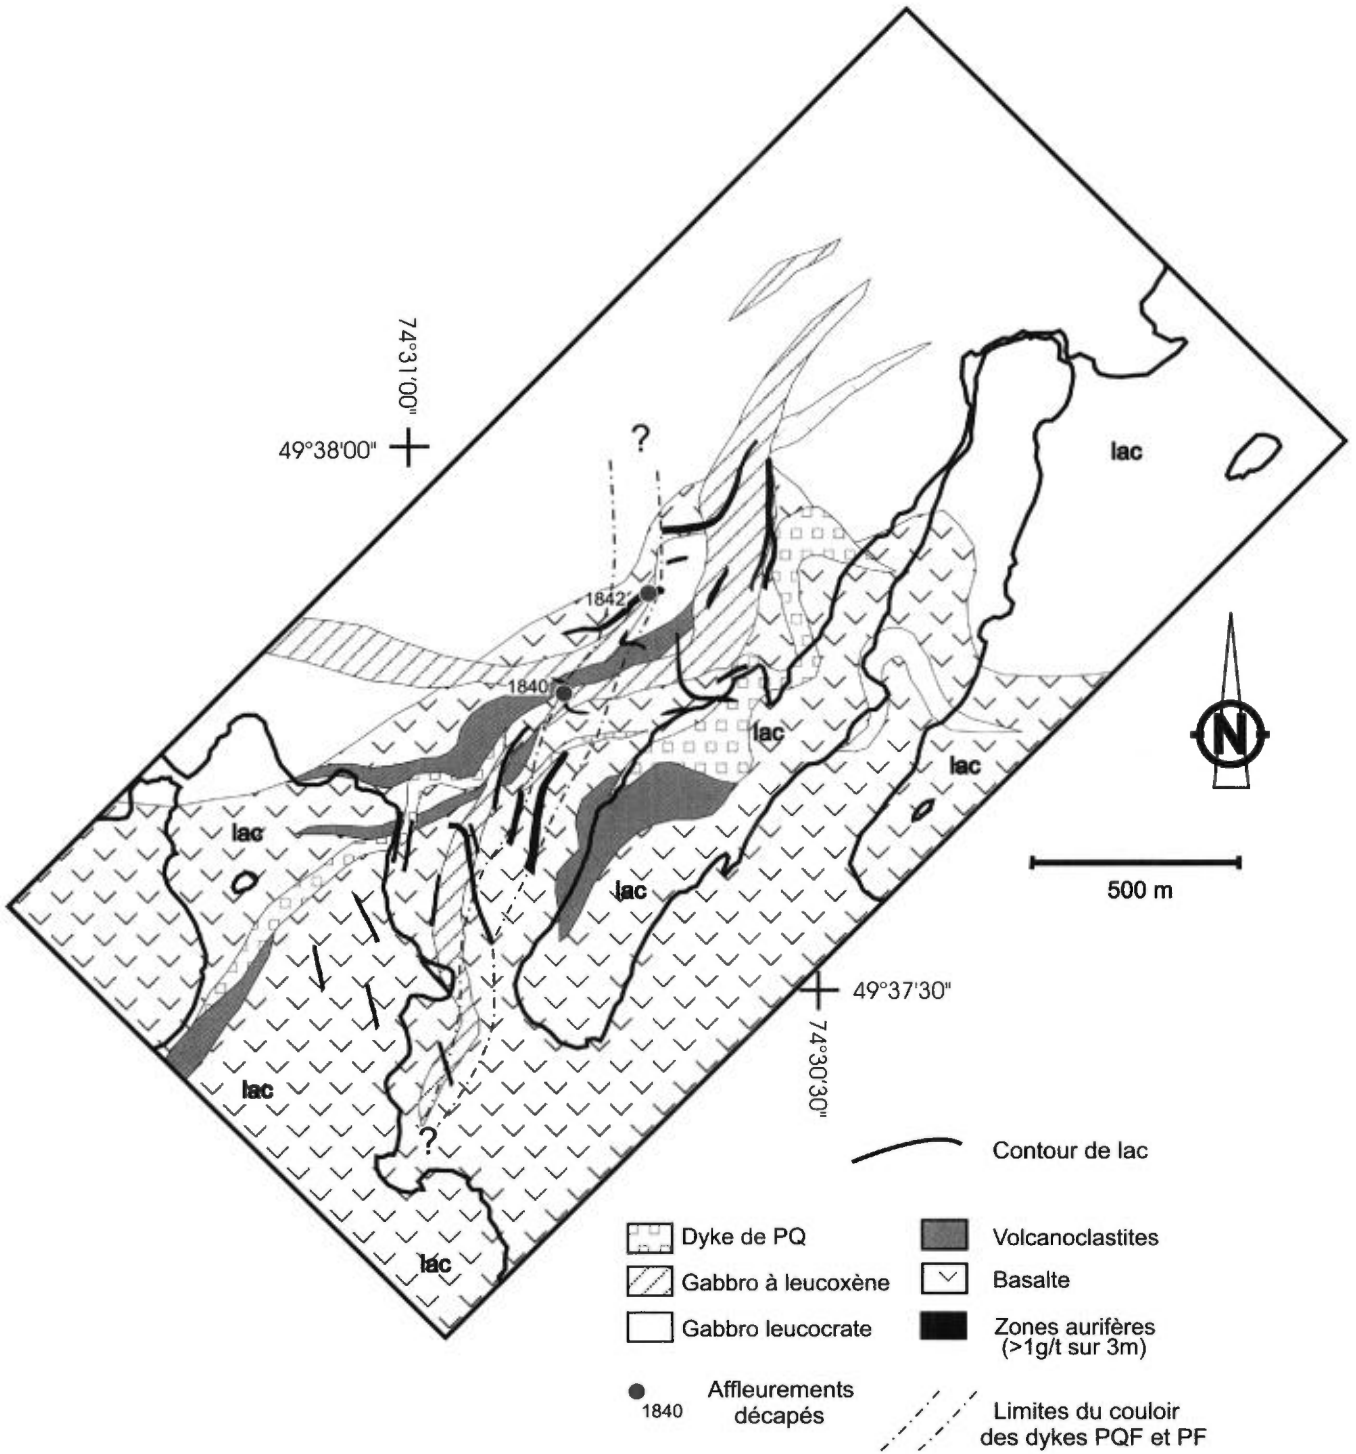 74°31'00"
49°38'00"
?
lac
1842
1840
lac
lac
N
lac
lac
500 m
49°37'30"
74°30'30"
lac
?
lac
Contour de lac
Dyke de PQ
Gabbro à leucoxène
Gabbro leucocrate
Volcanoclastites
Basalte
Zones aurifères
(>1g/t sur 3m)
1840
Affleurements
décapés
Limites du couloir
des dykes PQF et PF